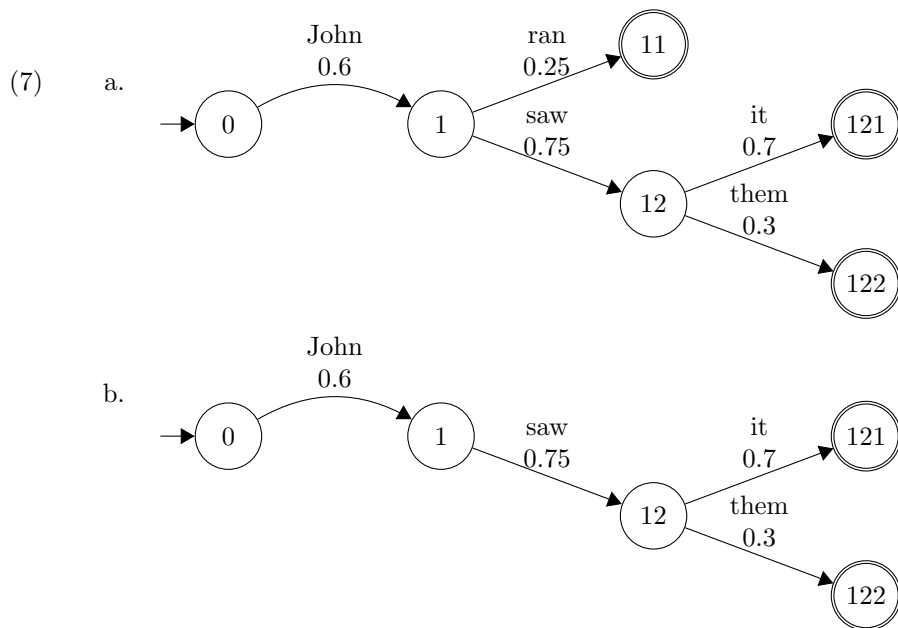 (7) a.
John
0.6
ran
0.25
saw
0.75
it
0.7
them
0.3
0
1
11
12
121
122
b.
John
0.6
saw
0.75
it
0.7
them
0.3
0
1
12
121
122